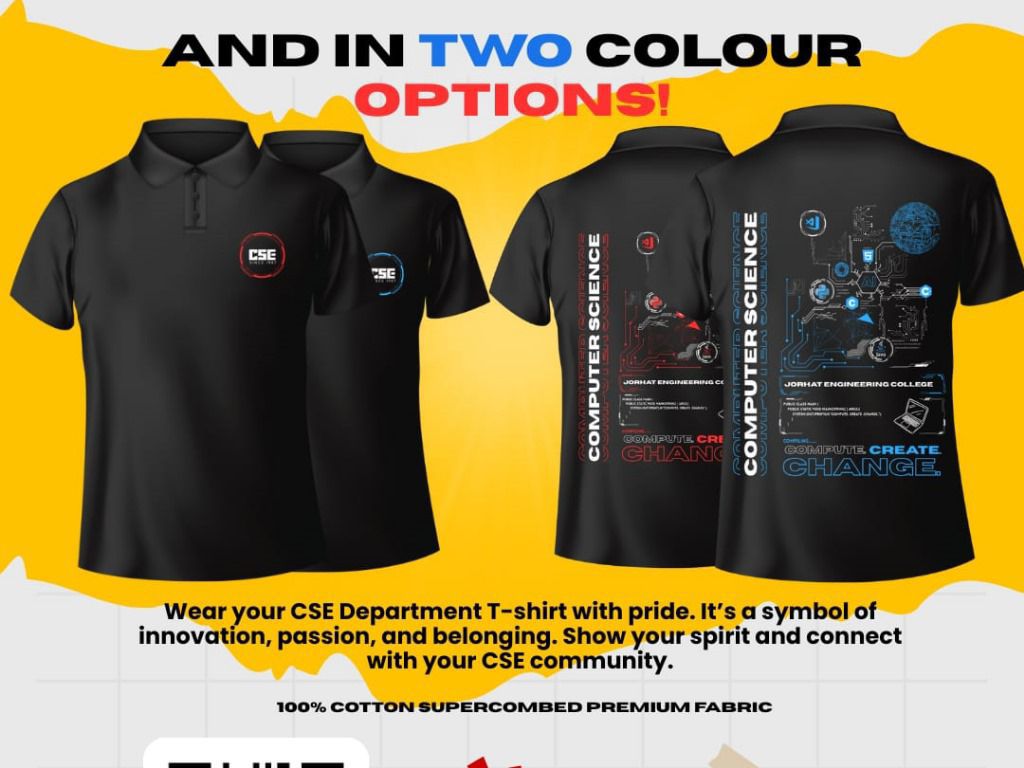 AND IN TWO COLOUR
OPTIONS!
CSE
SINCE 1987
CSE
COMPUTER SCIENCE
JORHAT ENGINEERING CO
COMPUTE. CRE
CHANG
COMPUTER SCIENCE
JORHAT ENGINEERING COLLEGE
COMPUTE. CREATE.
CHANGE.
Wear your CSE Department T-shirt with pride. It’s a symbol of
innovation, passion, and belonging. Show your spirit and connect
with your CSE community.
100% COTTON SUPERCOMBED PREMIUM FABRIC